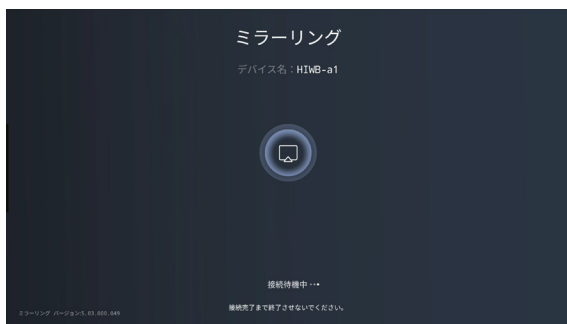 ミラーリング
デバイス名：HIWB-a1
接続待機中 ･･•
接続完了まで終了させないでください。
ミラーリング バージョン:5.03.000.049